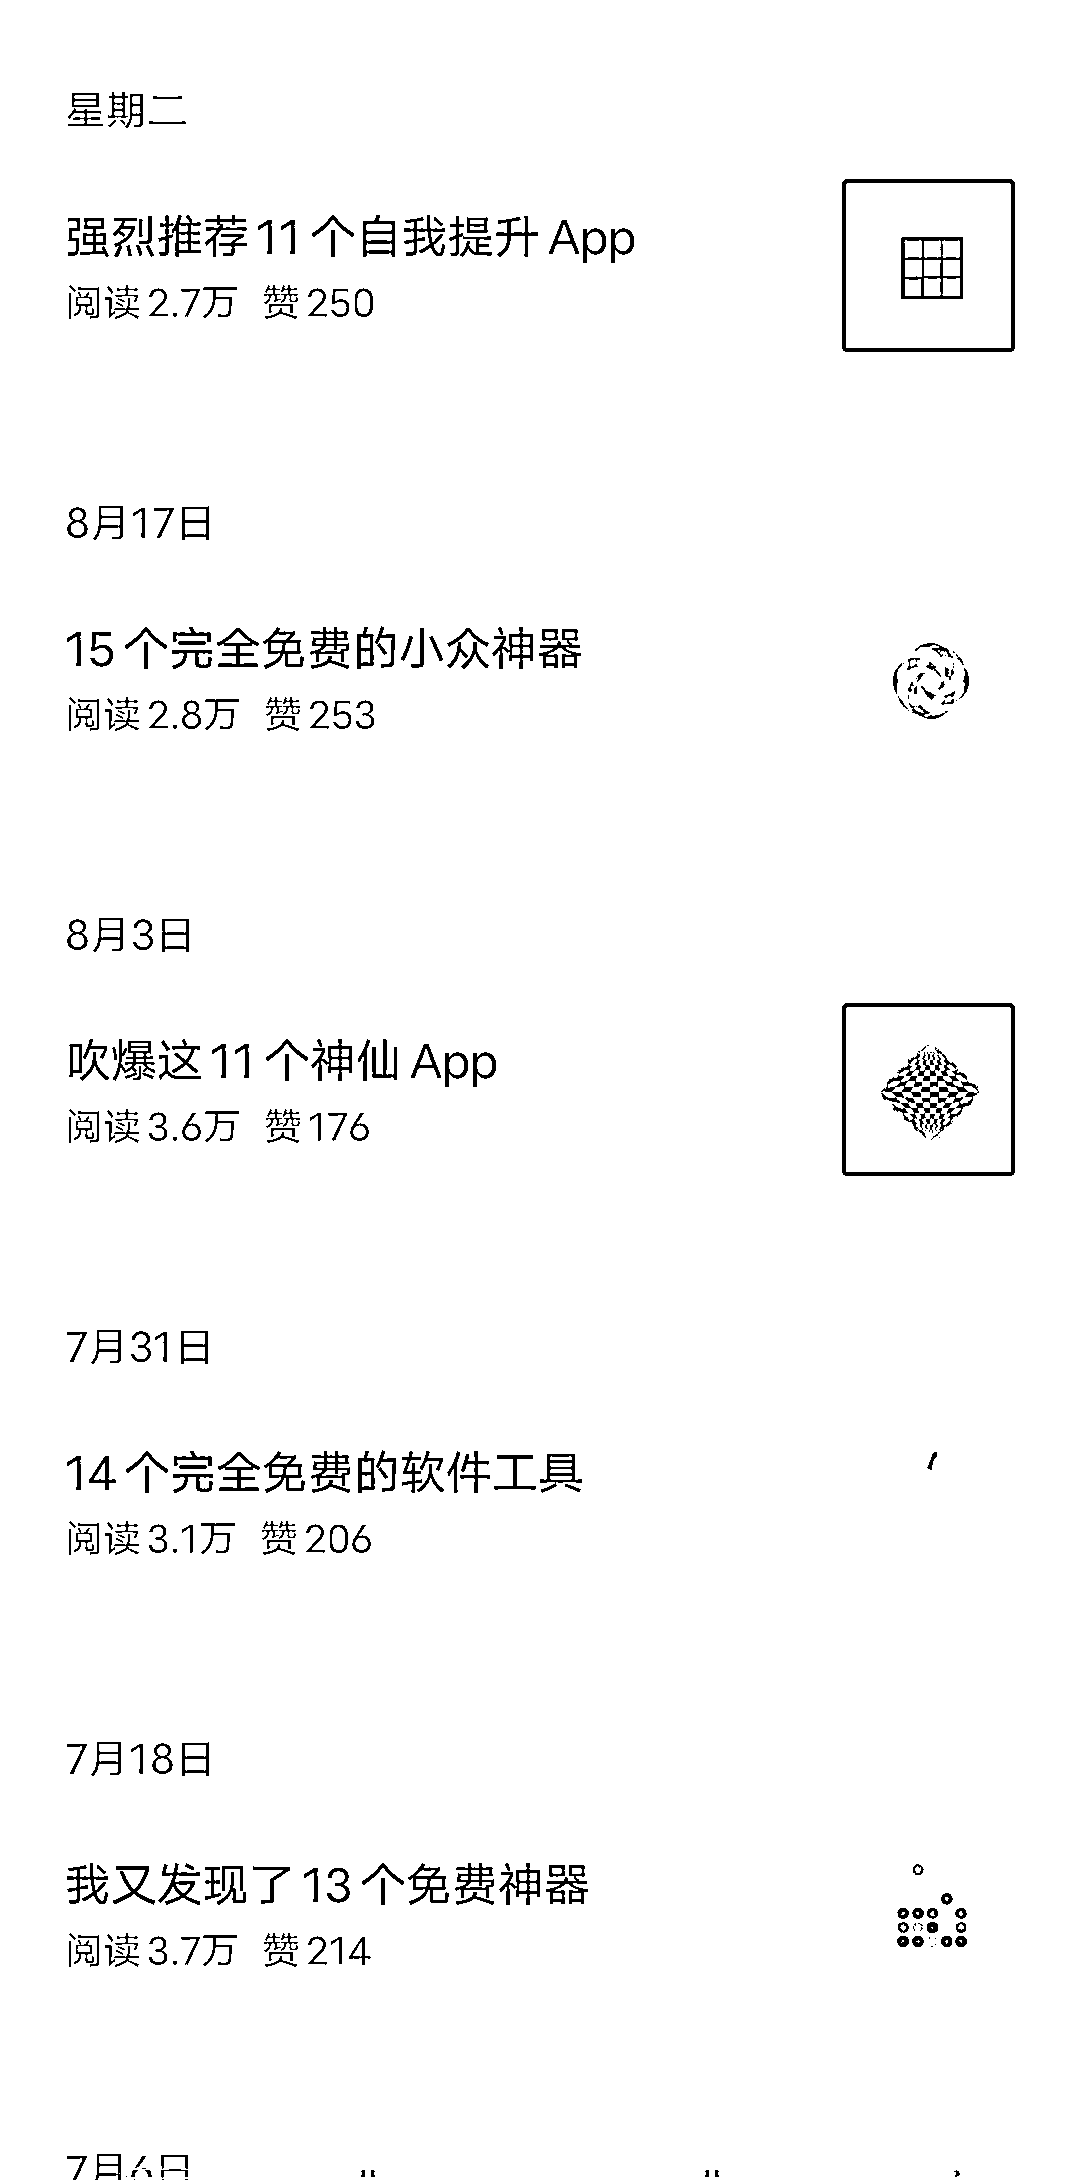 星期二
强烈推荐 11 个自我提升 App
阅读 2.7万 赞 250
8月17日
15 个完全免费的小众神器
阅读 2.8万 赞 253
8月3日
吹爆这 11 个神仙 App
阅读 3.6万 赞 176
7月31日
14 个完全免费的软件工具
阅读 3.1万 赞 206
7月18日
我又发现了 13 个免费神器
阅读 3.7万 赞 214
7月6日